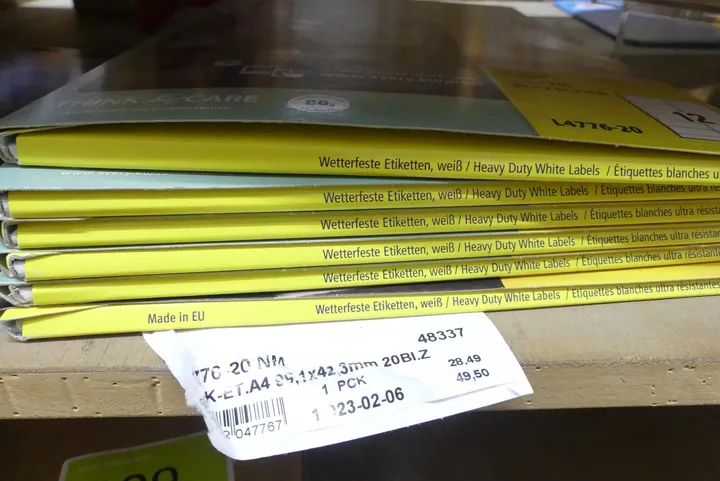 THINK & CARE
CO₂
12
L4776-20
Wetterfeste Etiketten, weiß / Heavy Duty White Labels / Étiquettes blanches ult
Wetterfeste Etiketten, weiß / Heavy Duty White Labels / Étiquettes blanches ultra ré
Wetterfeste Etiketten, weiß / Heavy Duty White Labels / Étiquettes blanches ultra résista
Wetterfeste Etiketten, weiß / Heavy Duty White Labels / Étiquettes blanches ultra résistan
Wetterfeste Etiketten, weiß / Heavy Duty White Labels / Étiquettes blanches ultra résistant
Made in EU Wetterfeste Etiketten, weiß / Heavy Duty White Labels / Étiquettes blanches ultra résistantes
48337
776-20 NM
K-ET.A4 99,1x42,3mm 20Bl.Z 28,49
1 PCK 49,50
023-02-06
047767